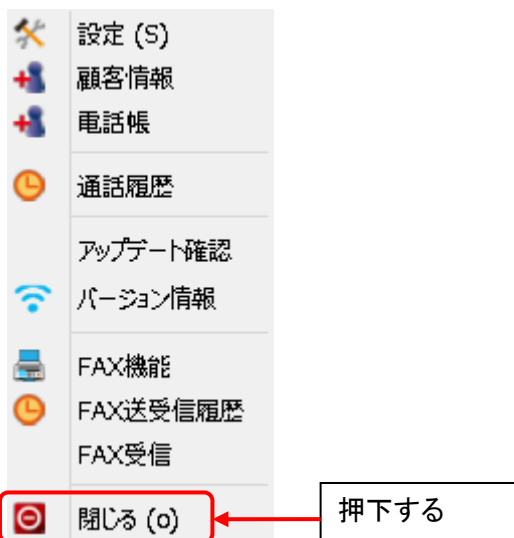 設定 (S)
顧客情報
電話帳
通話履歴
アップデート確認
バージョン情報
FAX機能
FAX送受信履歴
FAX受信
閉じる (o)
押下する